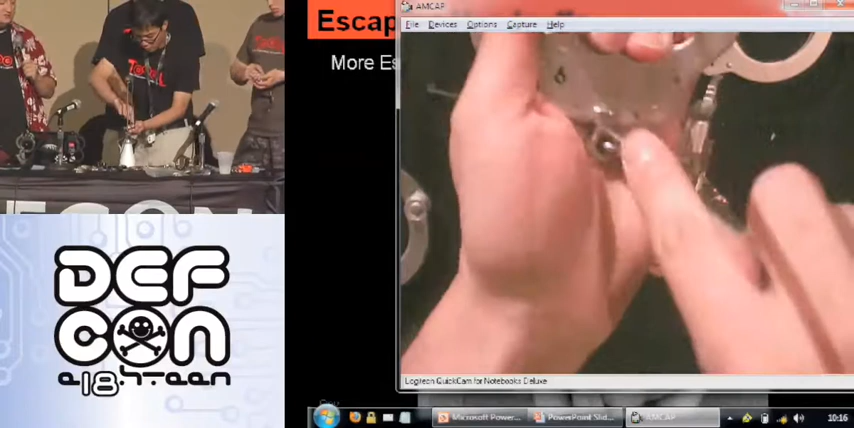 Escap
More Es
AMCAP
File Devices Options Capture Help
Logitech QuickCam for Notebooks Deluxe
DEF
CON
Microsoft Power... PowerPoint Slid... AMCAP 10:16